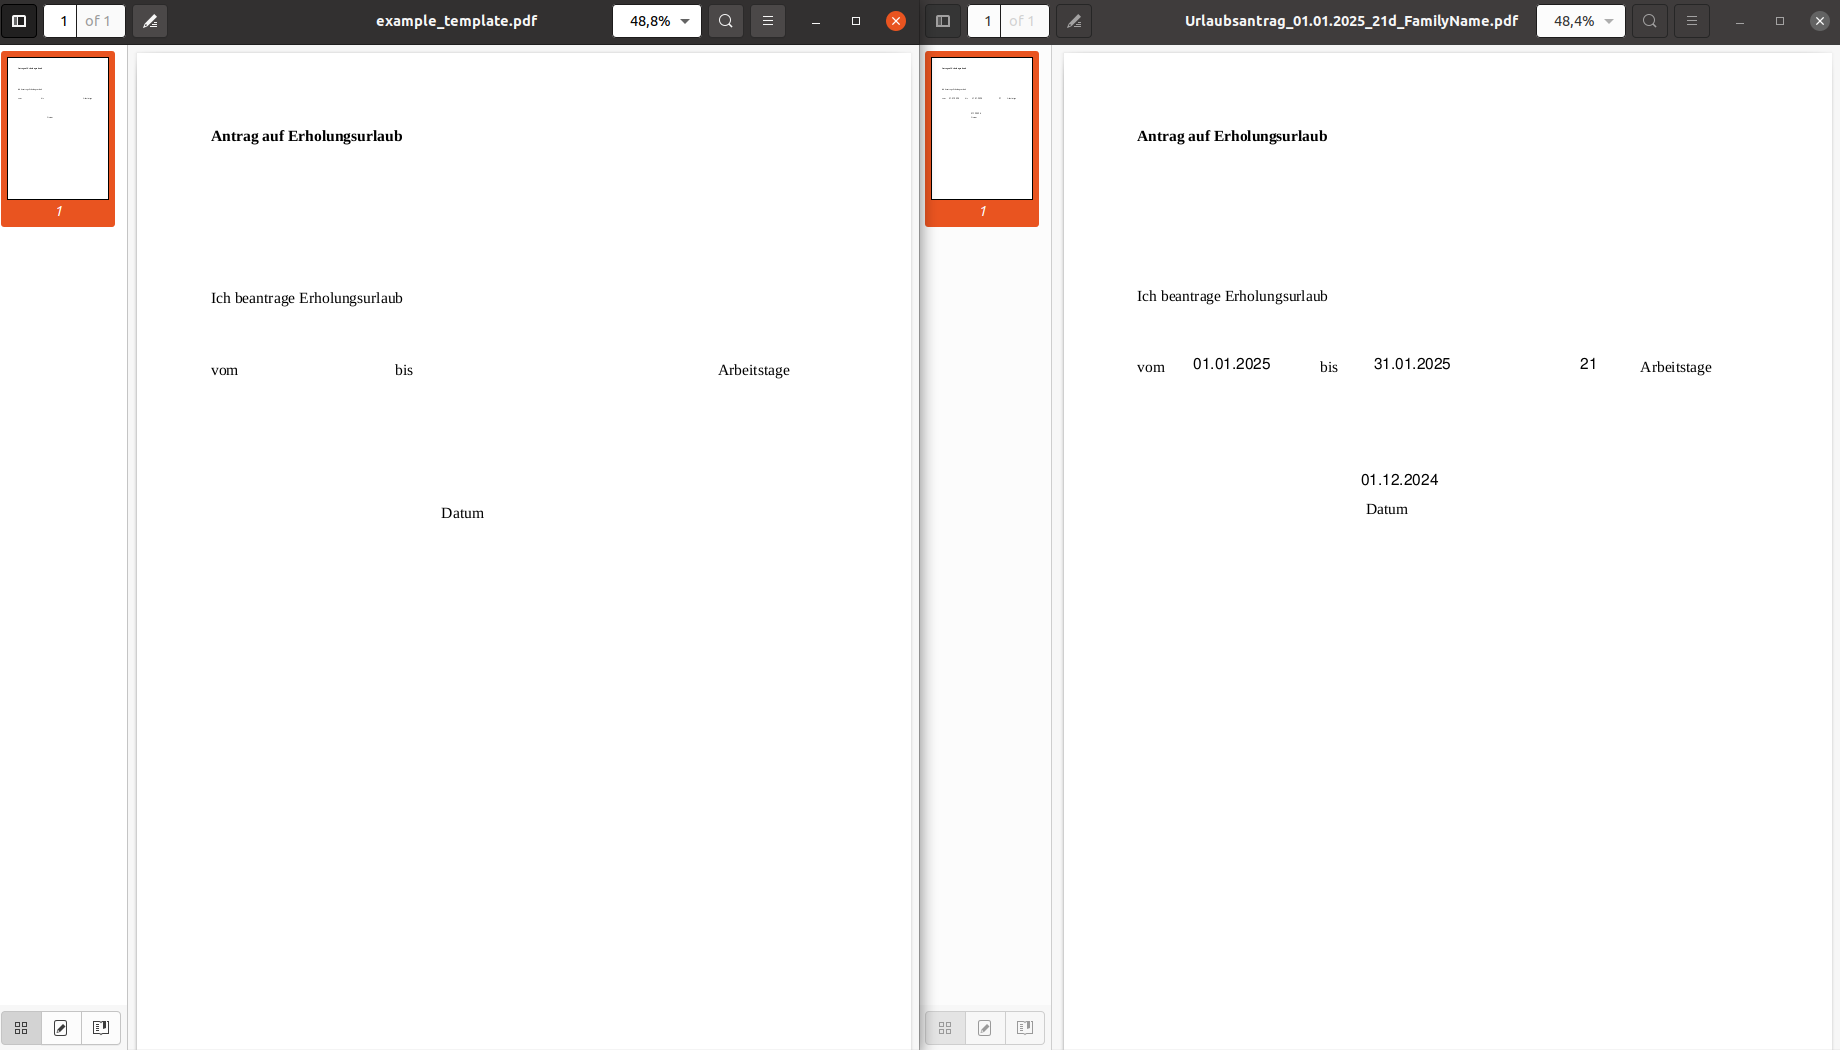 1 of 1 example_template.pdf 48,8%
1
Antrag auf Erholungsurlaub
Ich beantrage Erholungsurlaub
vom bis Arbeitstage
Datum
1 of 1 Urlaubsantrag_01.01.2025_21d_FamilyName.pdf 48,4%
1
Antrag auf Erholungsurlaub
Ich beantrage Erholungsurlaub
vom 01.01.2025 bis 31.01.2025 21 Arbeitstage
01.12.2024
Datum